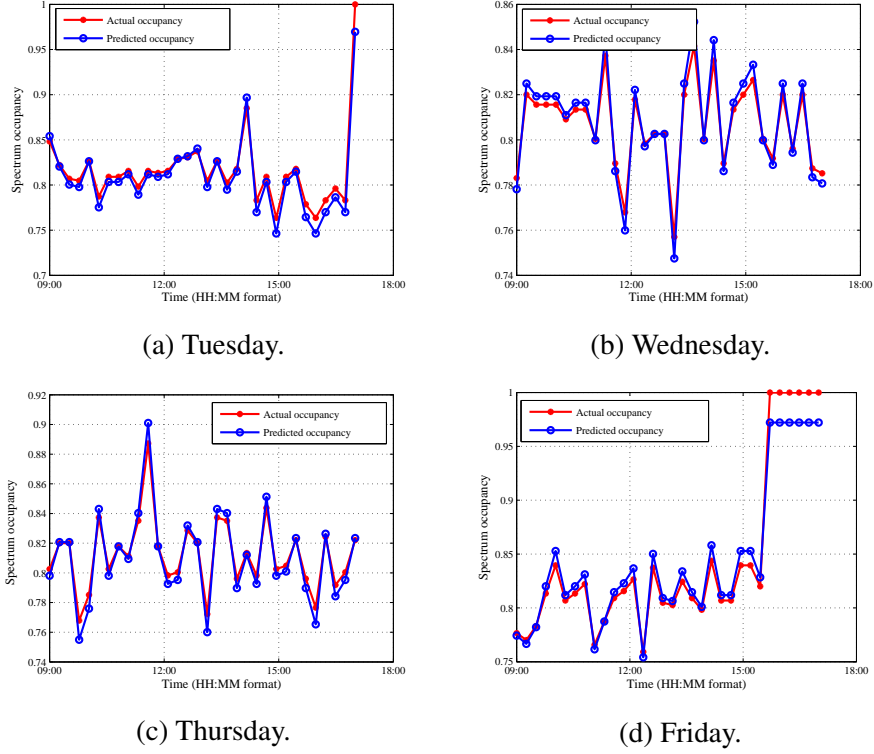 1
0.95
0.9
0.85
0.8
0.75
0.7
09:00 12:00 15:00 18:00
Time (HH:MM format)
Spectrum occupancy
Actual occupancy
Predicted occupancy
(a) Tuesday.
0.86
0.84
0.82
0.8
0.78
0.76
0.74
09:00 12:00 15:00 18:00
Time (HH:MM format)
Spectrum occupancy
Actual occupancy
Predicted occupancy
(b) Wednesday.
0.92
0.9
0.88
0.86
0.84
0.82
0.8
0.78
0.76
0.74
09:00 12:00 15:00 18:00
Time (HH:MM format)
Spectrum occupancy
Actual occupancy
Predicted occupancy
(c) Thursday.
1
0.95
0.9
0.85
0.8
0.75
09:00 12:00 15:00 18:00
Time (HH:MM format)
Spectrum occupancy
Actual occupancy
Predicted occupancy
(d) Friday.